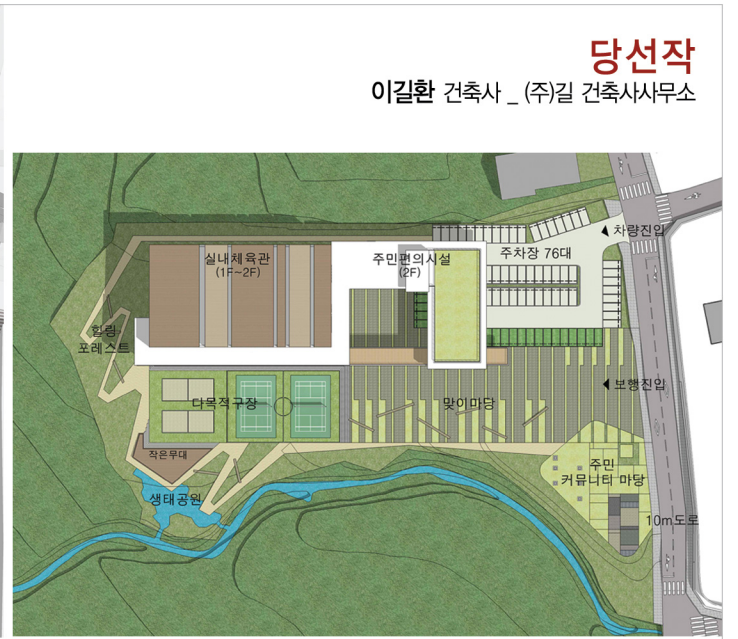 당선작
이길환 건축사 _ (주)길 건축사사무소
차량진입
실내체육관
(1F~2F)
주민편의시설
(2F)
주차장 76대
힐링
포레스트
보행진입
다목적구장
맞이마당
작은무대
주민
커뮤니티 마당
생태공원
10m도로